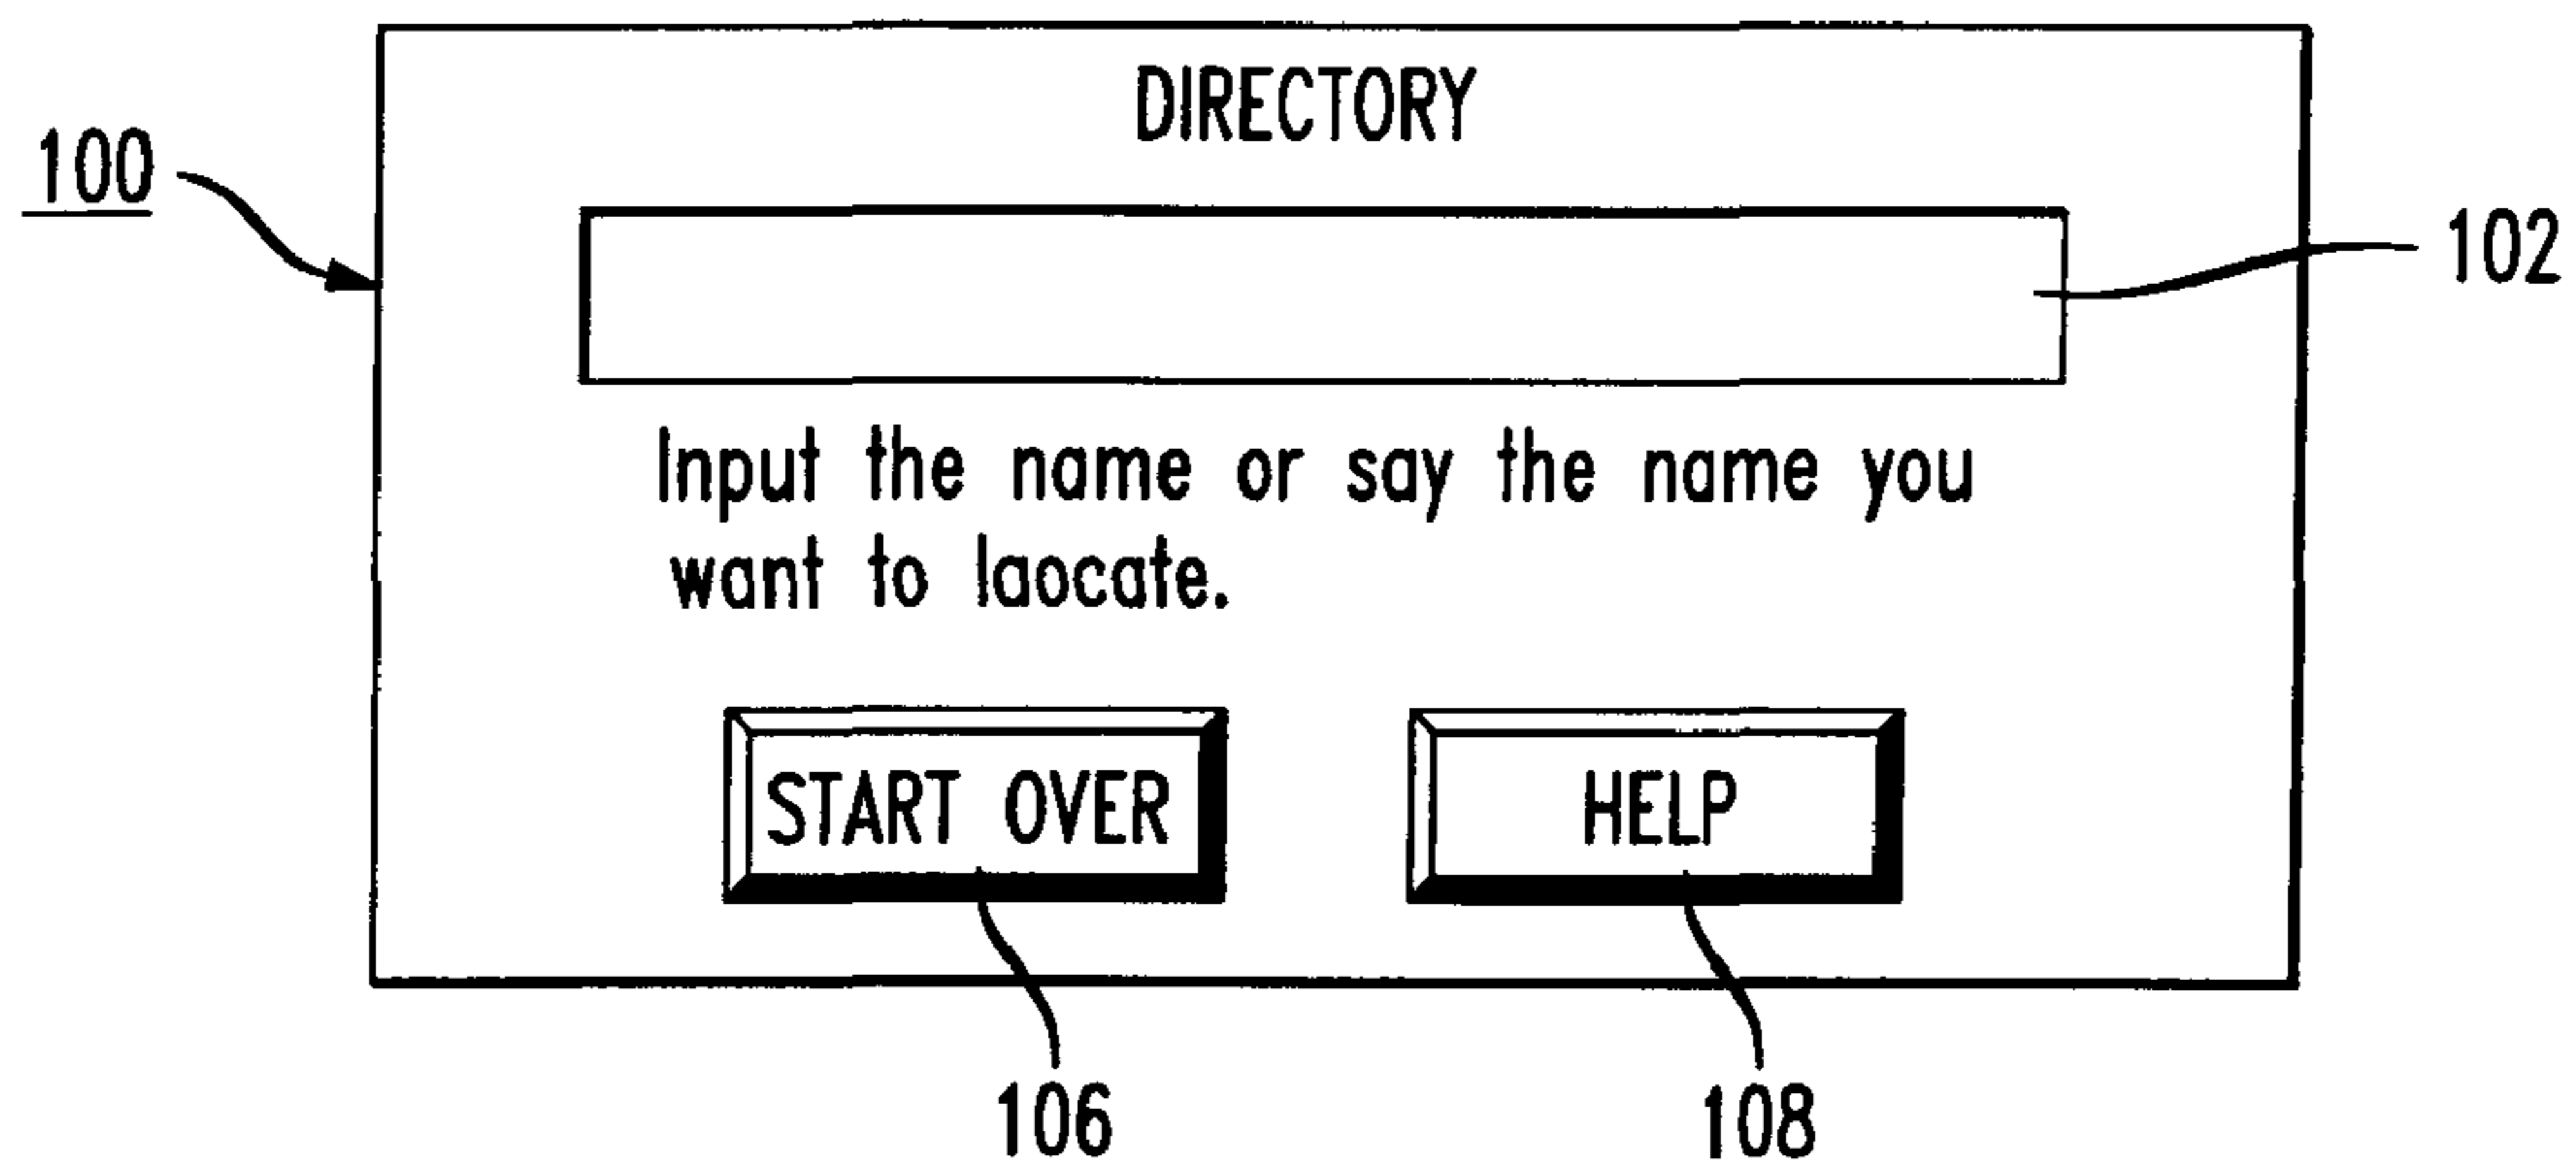 DIRECTORY
100
102
Input the name or say the name you
want to laocate.
START OVER
HELP
106
108